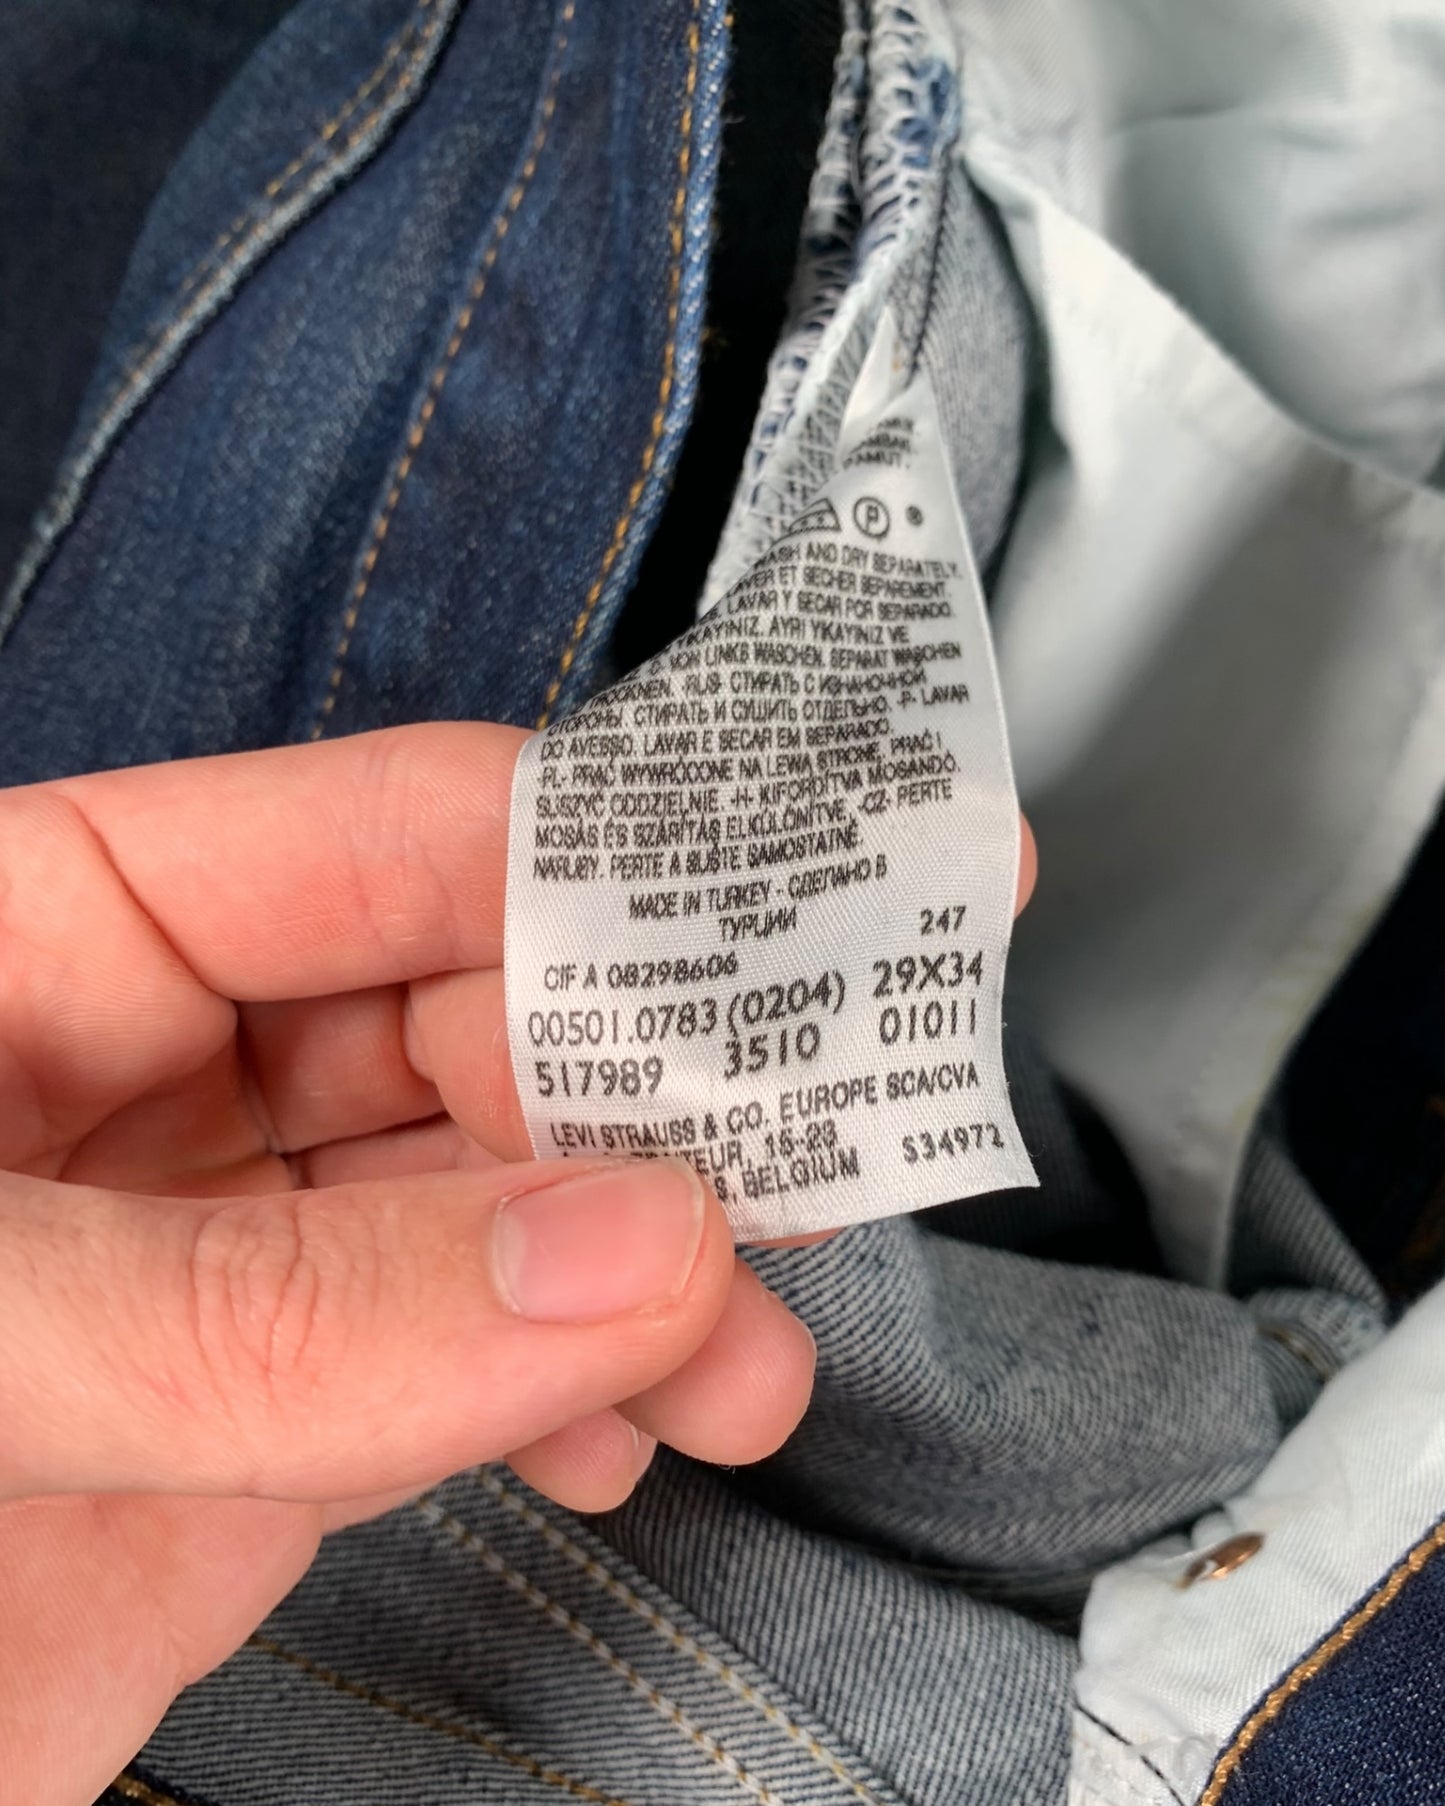 PAMUT.
P
WASH AND DRY SEPARATELY.
LAVER ET SECHER SEPAREMENT.
LAVAR Y SECAR POR SEPARADO.
YIKAYINIZ. AYRI YIKAYINIZ VE
-D- VON LINKS WASCHEN. SEPARAT WASCHEN
TROCKNEN. -RUS- СТИРАТЬ С ИЗНАНОЧНОЙ
СТОРОНЫ. СТИРАТЬ И СУШИТЬ ОТДЕЛЬНО. -P- LAVAR
DO AVESSO. LAVAR E SECAR EM SEPARADO.
-PL- PRAĆ WYWRÓCONE NA LEWĄ STRONĘ, PRAĆ I
SUSZYĆ ODDZIELNIE. -H- KIFORDÍTVA MOSANDÓ.
MOSÁS ÉS SZÁRÍTÁS ELKÜLÖNÍTVE. -CZ- PERTE
NARUBY. PERTE A SUŠTE SAMOSTATNĚ.
MADE IN TURKEY - СДЕЛАНО В
ТУРЦИИ 247
CIF A 08298606
00501.0783 (0204) 29X34
517989 3510 01011
LEVI STRAUSS & CO. EUROPE SCA/CVA
15-23
BELGIUM S34972